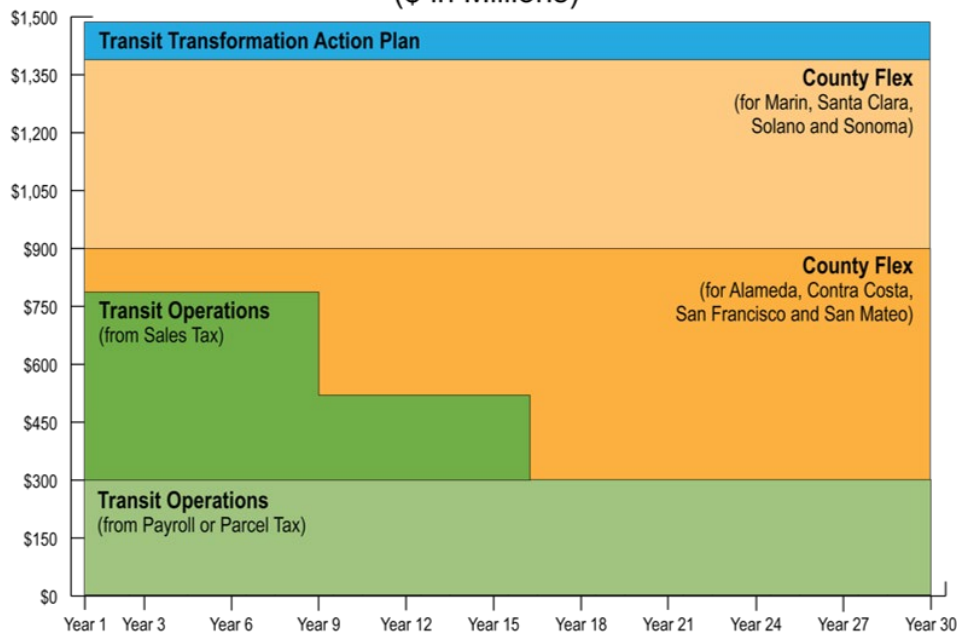 ($ in Millions)
$1,500
Transit Transformation Action Plan
$1,350
County Flex
(for Marin, Santa Clara,
Solano and Sonoma)
$1,200
$1,050
$900
County Flex
(for Alameda, Contra Costa,
San Francisco and San Mateo)
$750
Transit Operations
(from Sales Tax)
$600
$450
$300
Transit Operations
(from Payroll or Parcel Tax)
$150
$0
Year 1 Year 3 Year 6 Year 9 Year 12 Year 15 Year 18 Year 21 Year 24 Year 27 Year 30